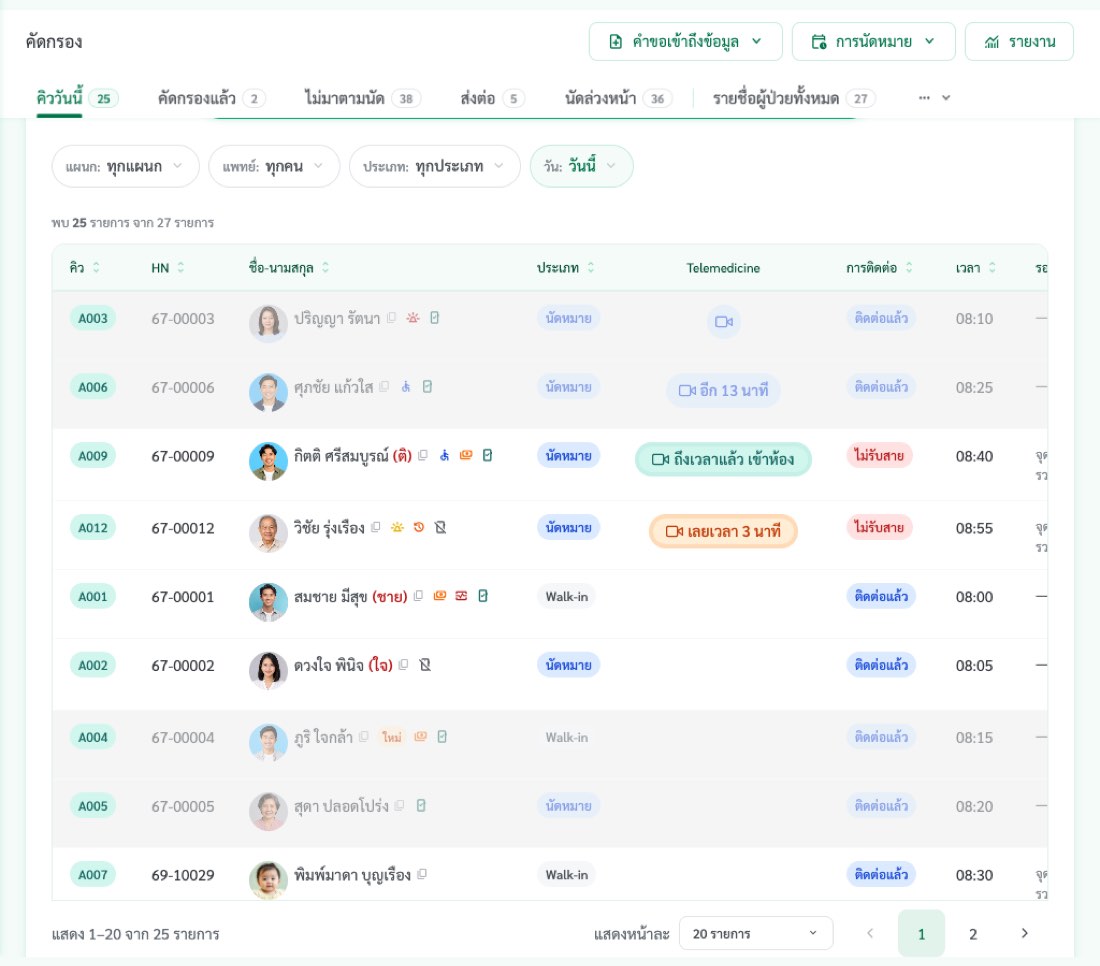 คัดกรอง
คำขอเข้าถึงข้อมูล
การนัดหมาย
รายงาน
คิววันนี้ 25
คัดกรองแล้ว 2
ไม่มาตามนัด 38
ส่งต่อ 5
นัดล่วงหน้า 36
รายชื่อผู้ป่วยทั้งหมด 27
แผนก: ทุกแผนก
แพทย์: ทุกคน
ประเภท: ทุกประเภท
วัน: วันนี้
พบ 25 รายการ จาก 27 รายการ
คิว HN ชื่อ-นามสกุล ประเภท Telemedicine การติดต่อ เวลา
A003 67-00003 ปริญญา รัตนา นัดหมาย ติดต่อแล้ว 08:10 —
A006 67-00006 ศุภชัย แก้วใส นัดหมาย อีก 13 นาที ติดต่อแล้ว 08:25 —
A009 67-00009 กิตติ ศรีสมบูรณ์ (ติ) นัดหมาย ถึงเวลาแล้ว เข้าห้อง ไม่รับสาย 08:40
A012 67-00012 วิชัย รุ่งเรือง นัดหมาย เลยเวลา 3 นาที ไม่รับสาย 08:55
A001 67-00001 สมชาย มีสุข (ชาย) Walk-in ติดต่อแล้ว 08:00 —
A002 67-00002 ดวงใจ พินิจ (ใจ) นัดหมาย ติดต่อแล้ว 08:05 —
A004 67-00004 ภูริ ใจกล้า ใหม่ Walk-in ติดต่อแล้ว 08:15 —
A005 67-00005 สุดา ปลอดโปร่ง นัดหมาย ติดต่อแล้ว 08:20 —
A007 69-10029 พิมพ์มาดา บุญเรือง Walk-in ติดต่อแล้ว 08:30
แสดง 1–20 จาก 25 รายการ
แสดงหน้าละ 20 รายการ
1 2